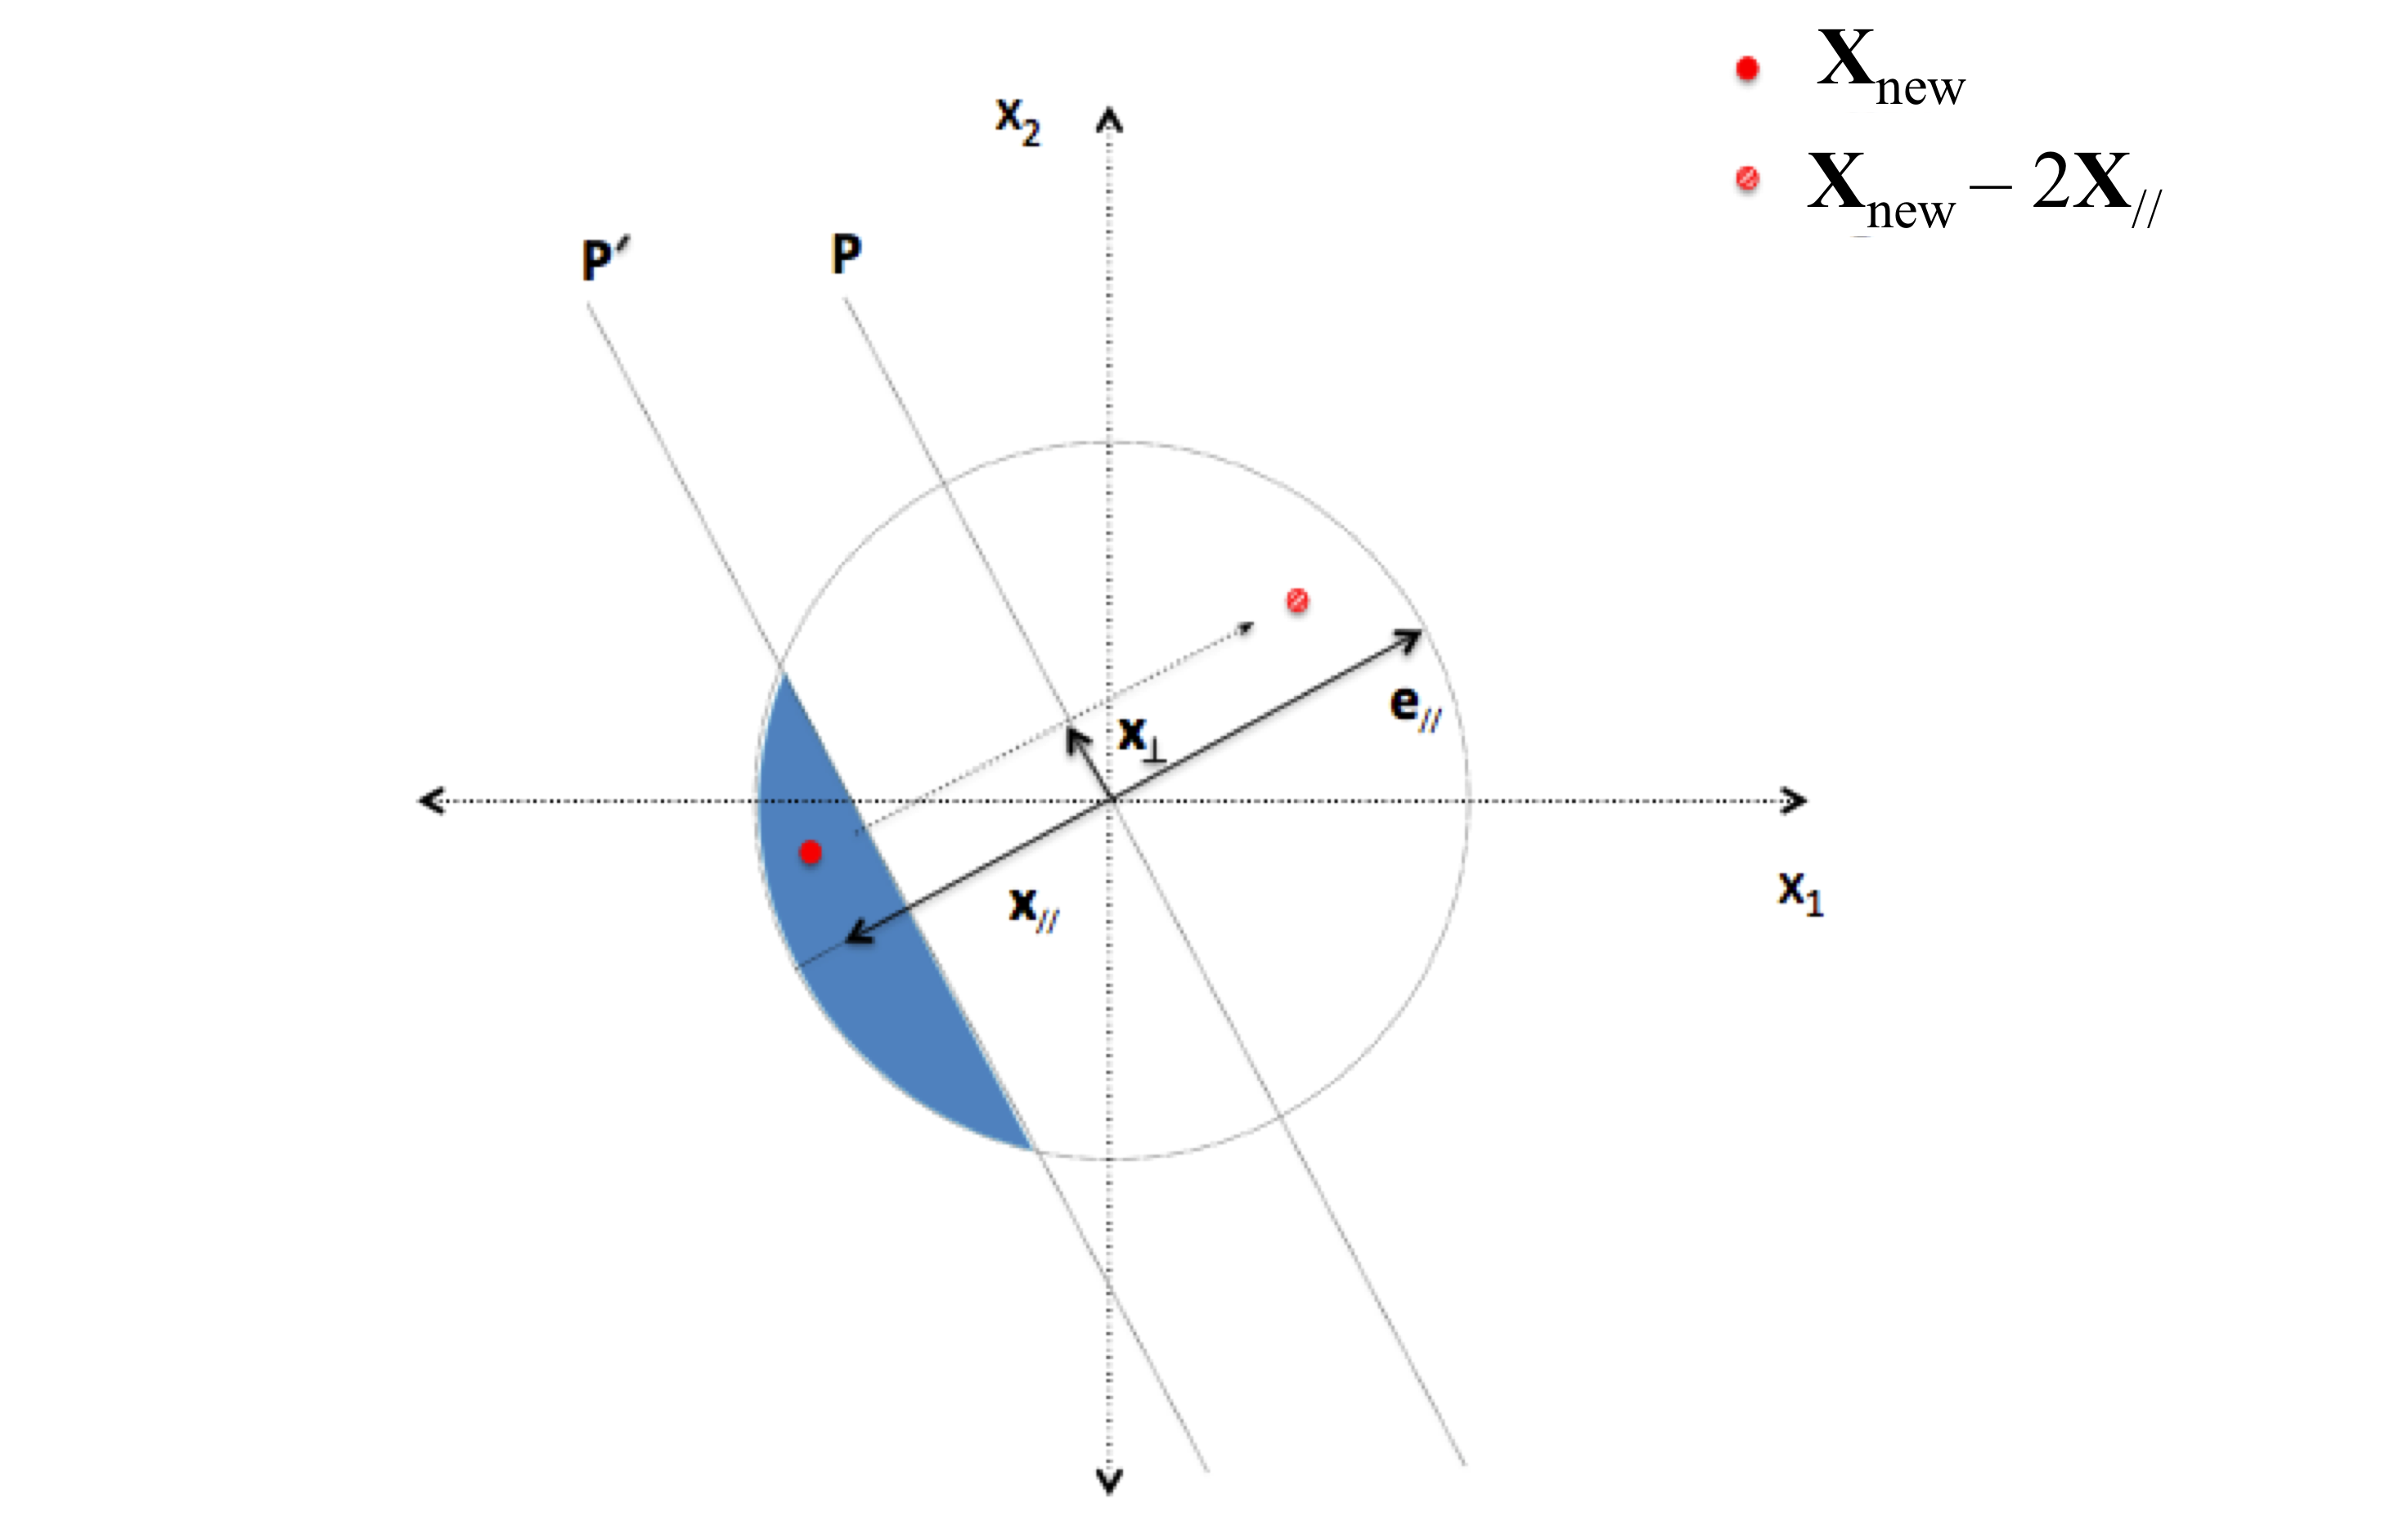 X_new
X_new – 2X_//
x_2
P′
P
e_//
x_⊥
x_//
x_1